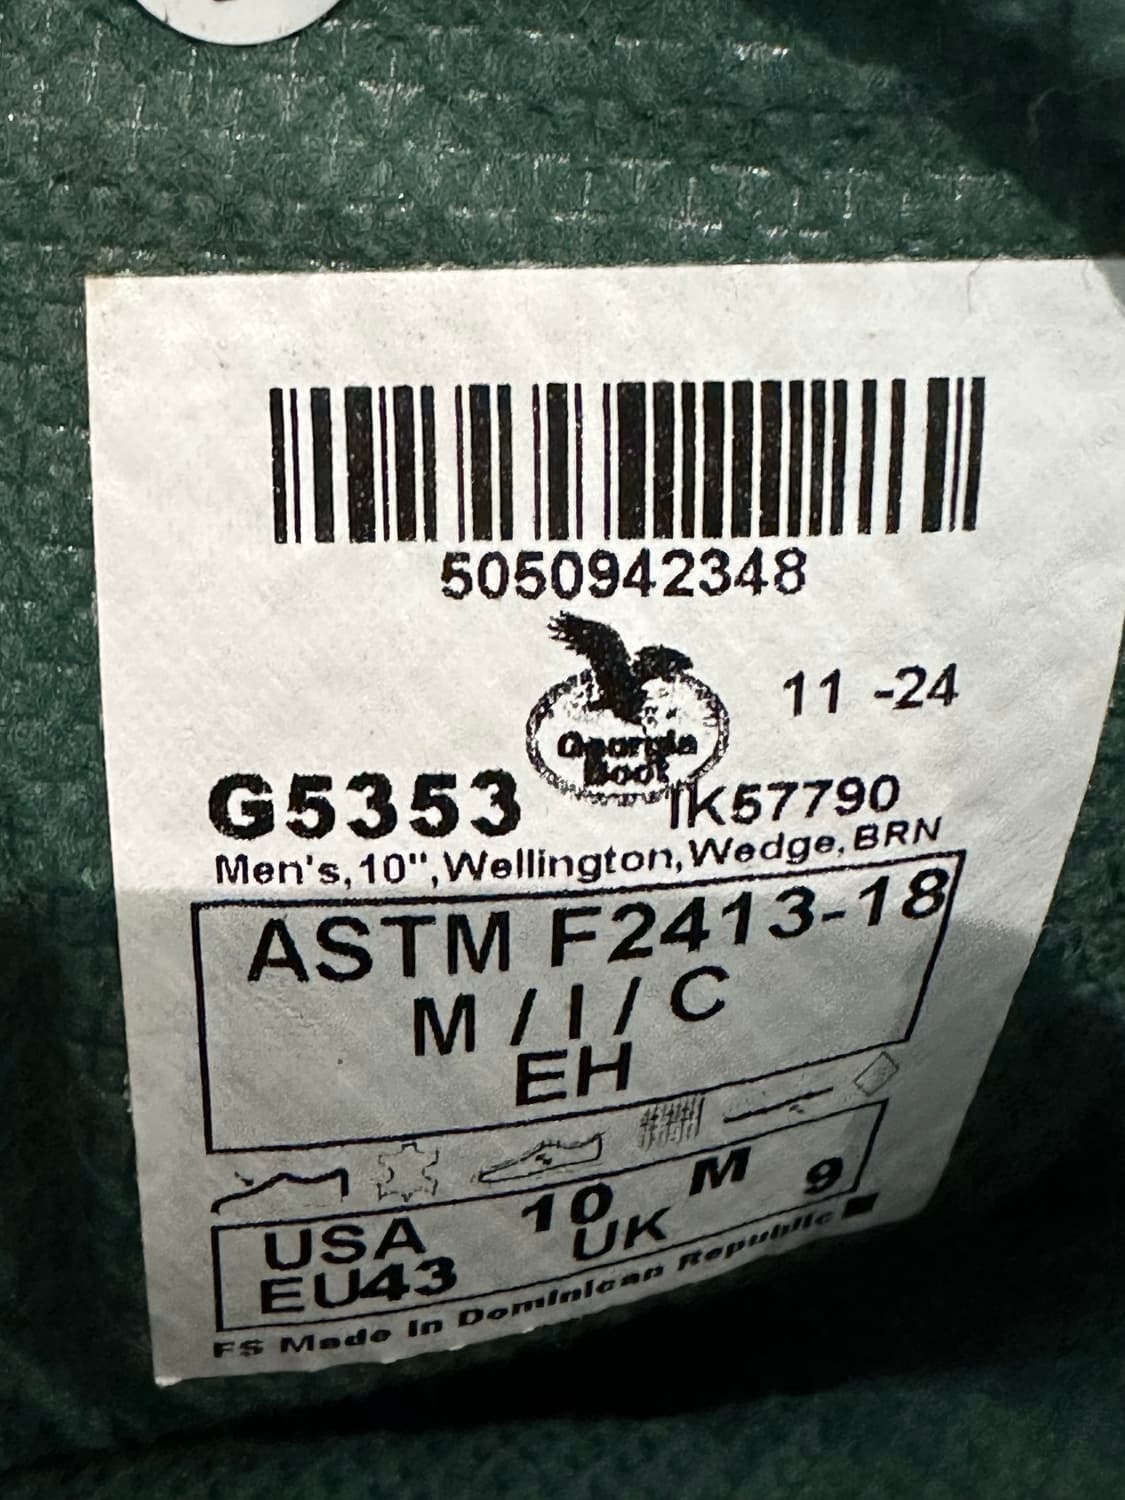 5050942348
11 -24
Georgia
Boot
G5353
IK57790
Men's,10",Wellington,Wedge,BRN
ASTM F2413-18
M / I / C
EH
USA 10 M
EU43 UK 9
FS Made In Dominican Republic